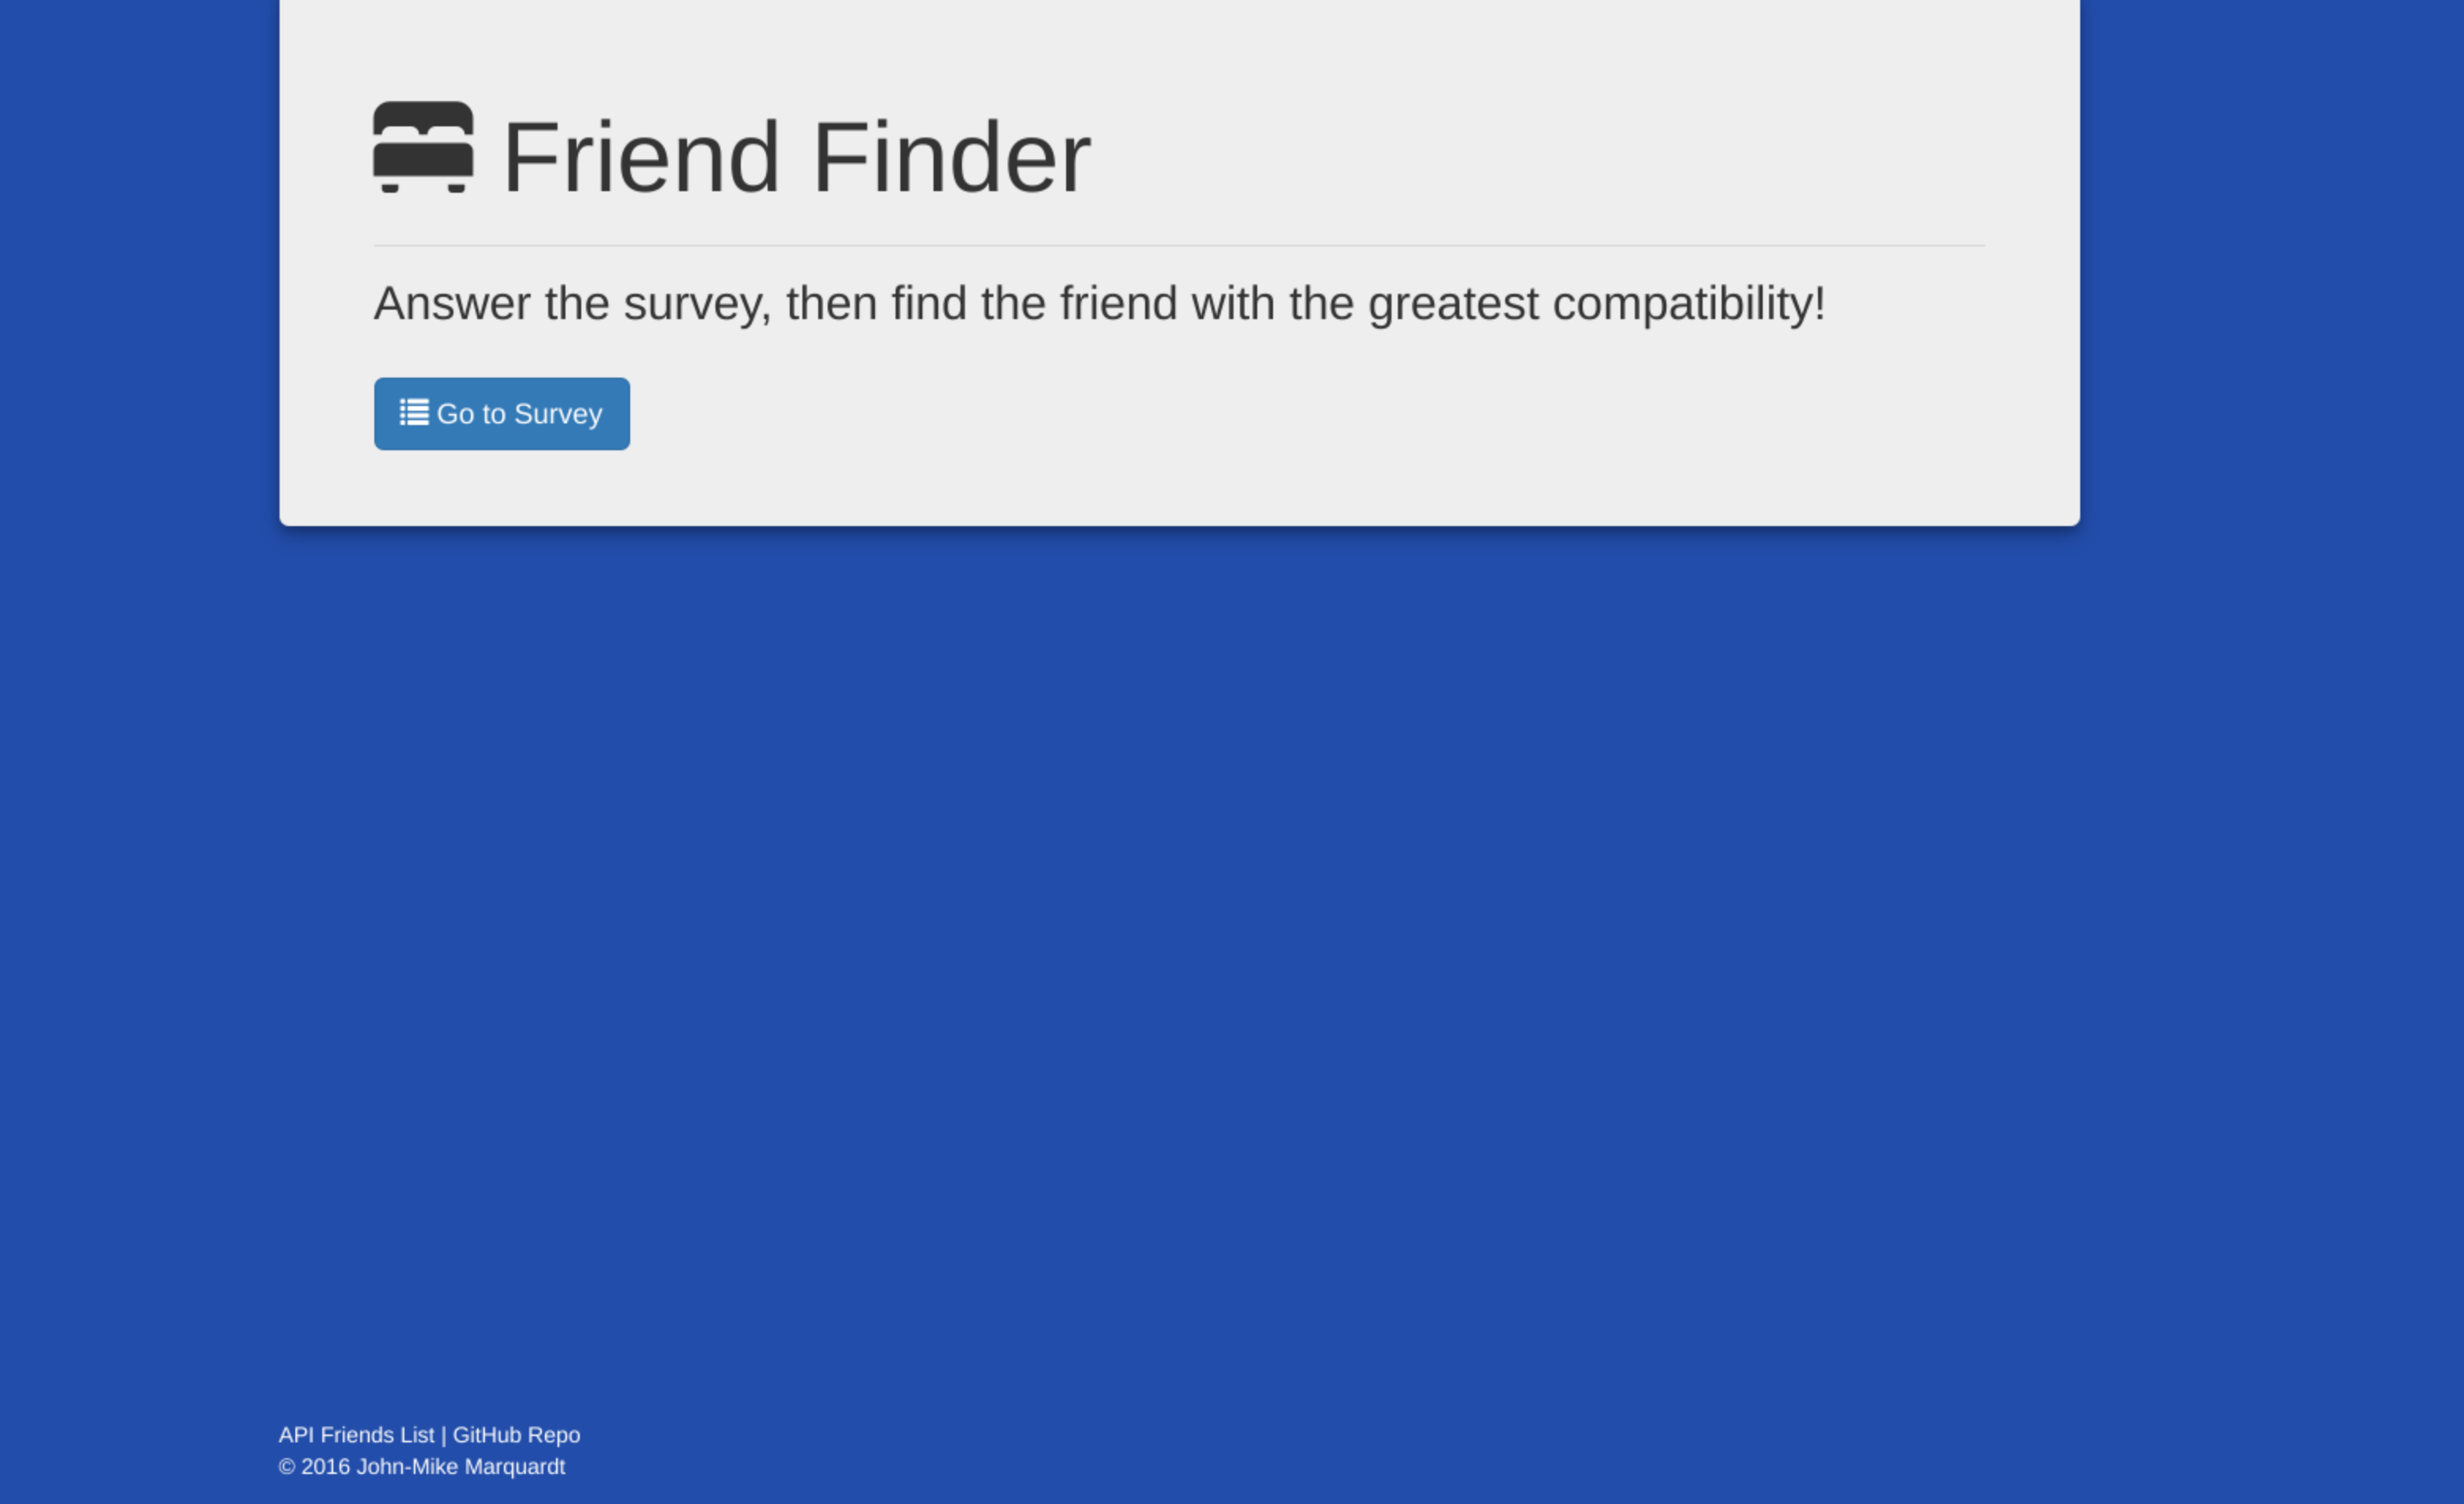 Friend Finder
Answer the survey, then find the friend with the greatest compatibility!
Go to Survey
API Friends List | GitHub Repo
© 2016 John-Mike Marquardt